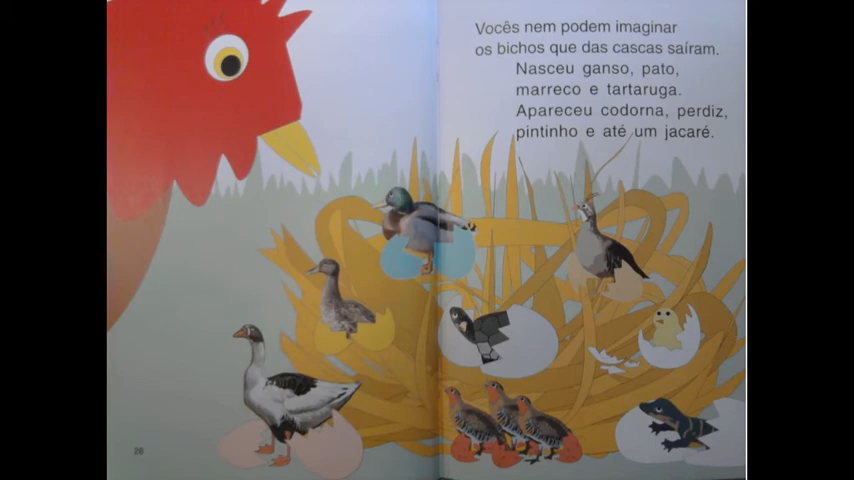 Vocês nem podem imaginar
os bichos que das cascas saíram.
Nasceu ganso, pato,
marreco e tartaruga.
Apareceu codorna, perdiz,
pintinho e até um jacaré.
28